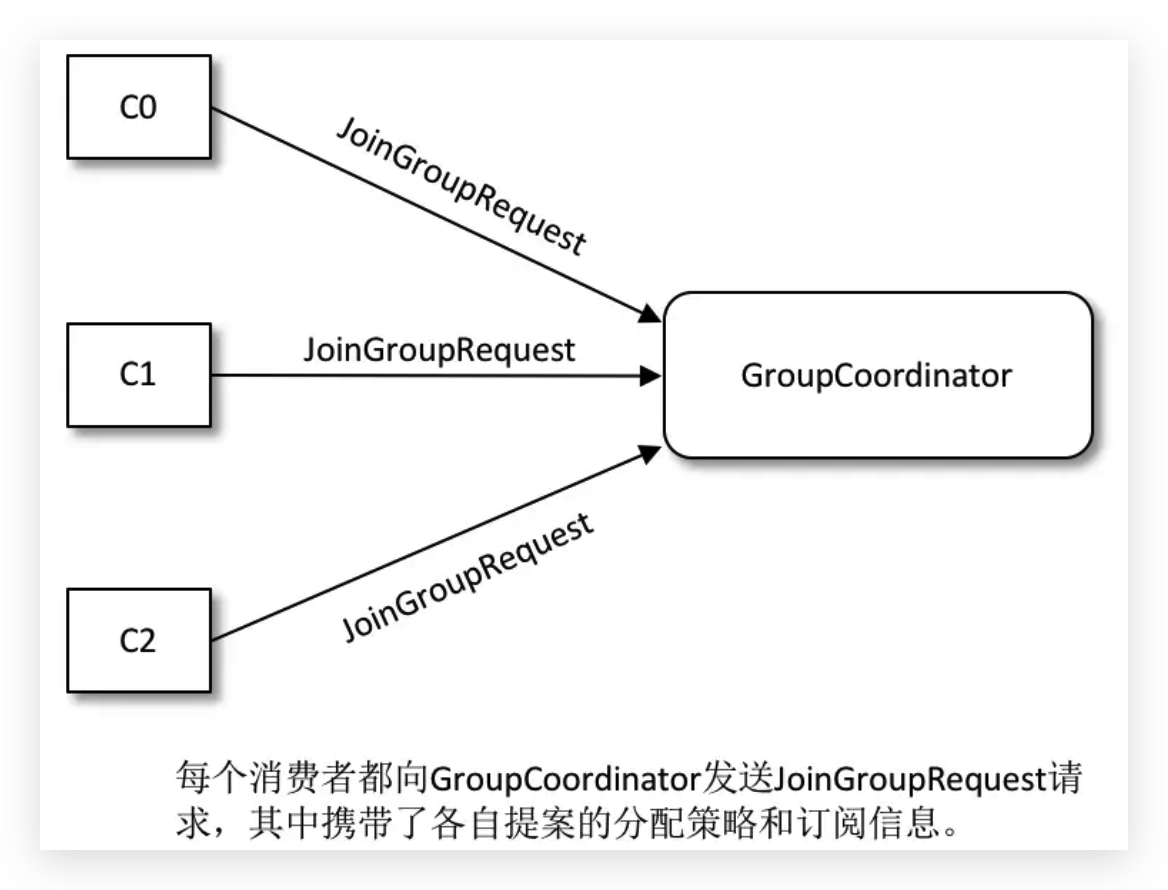 C0
JoinGroupRequest
C1
JoinGroupRequest
GroupCoordinator
JoinGroupRequest
C2
每个消费者都向GroupCoordinator发送JoinGroupRequest请
求，其中携带了各自提案的分配策略和订阅信息。